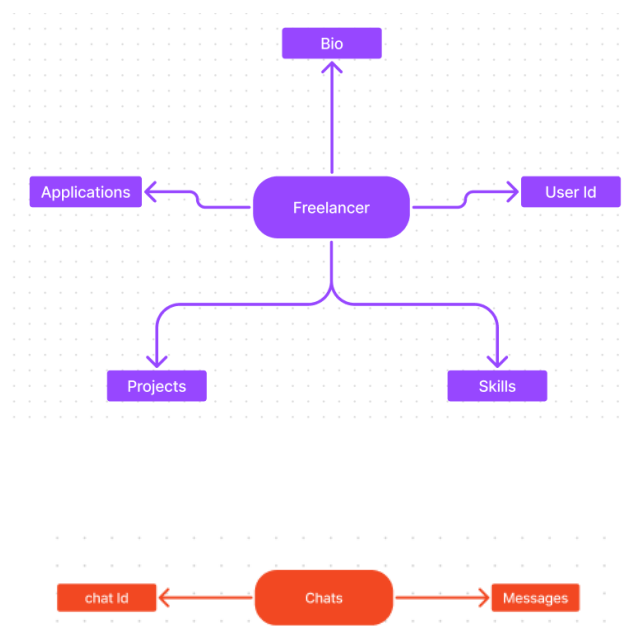 Bio
Applications
Freelancer
User Id
Projects
Skills
chat Id
Chats
Messages